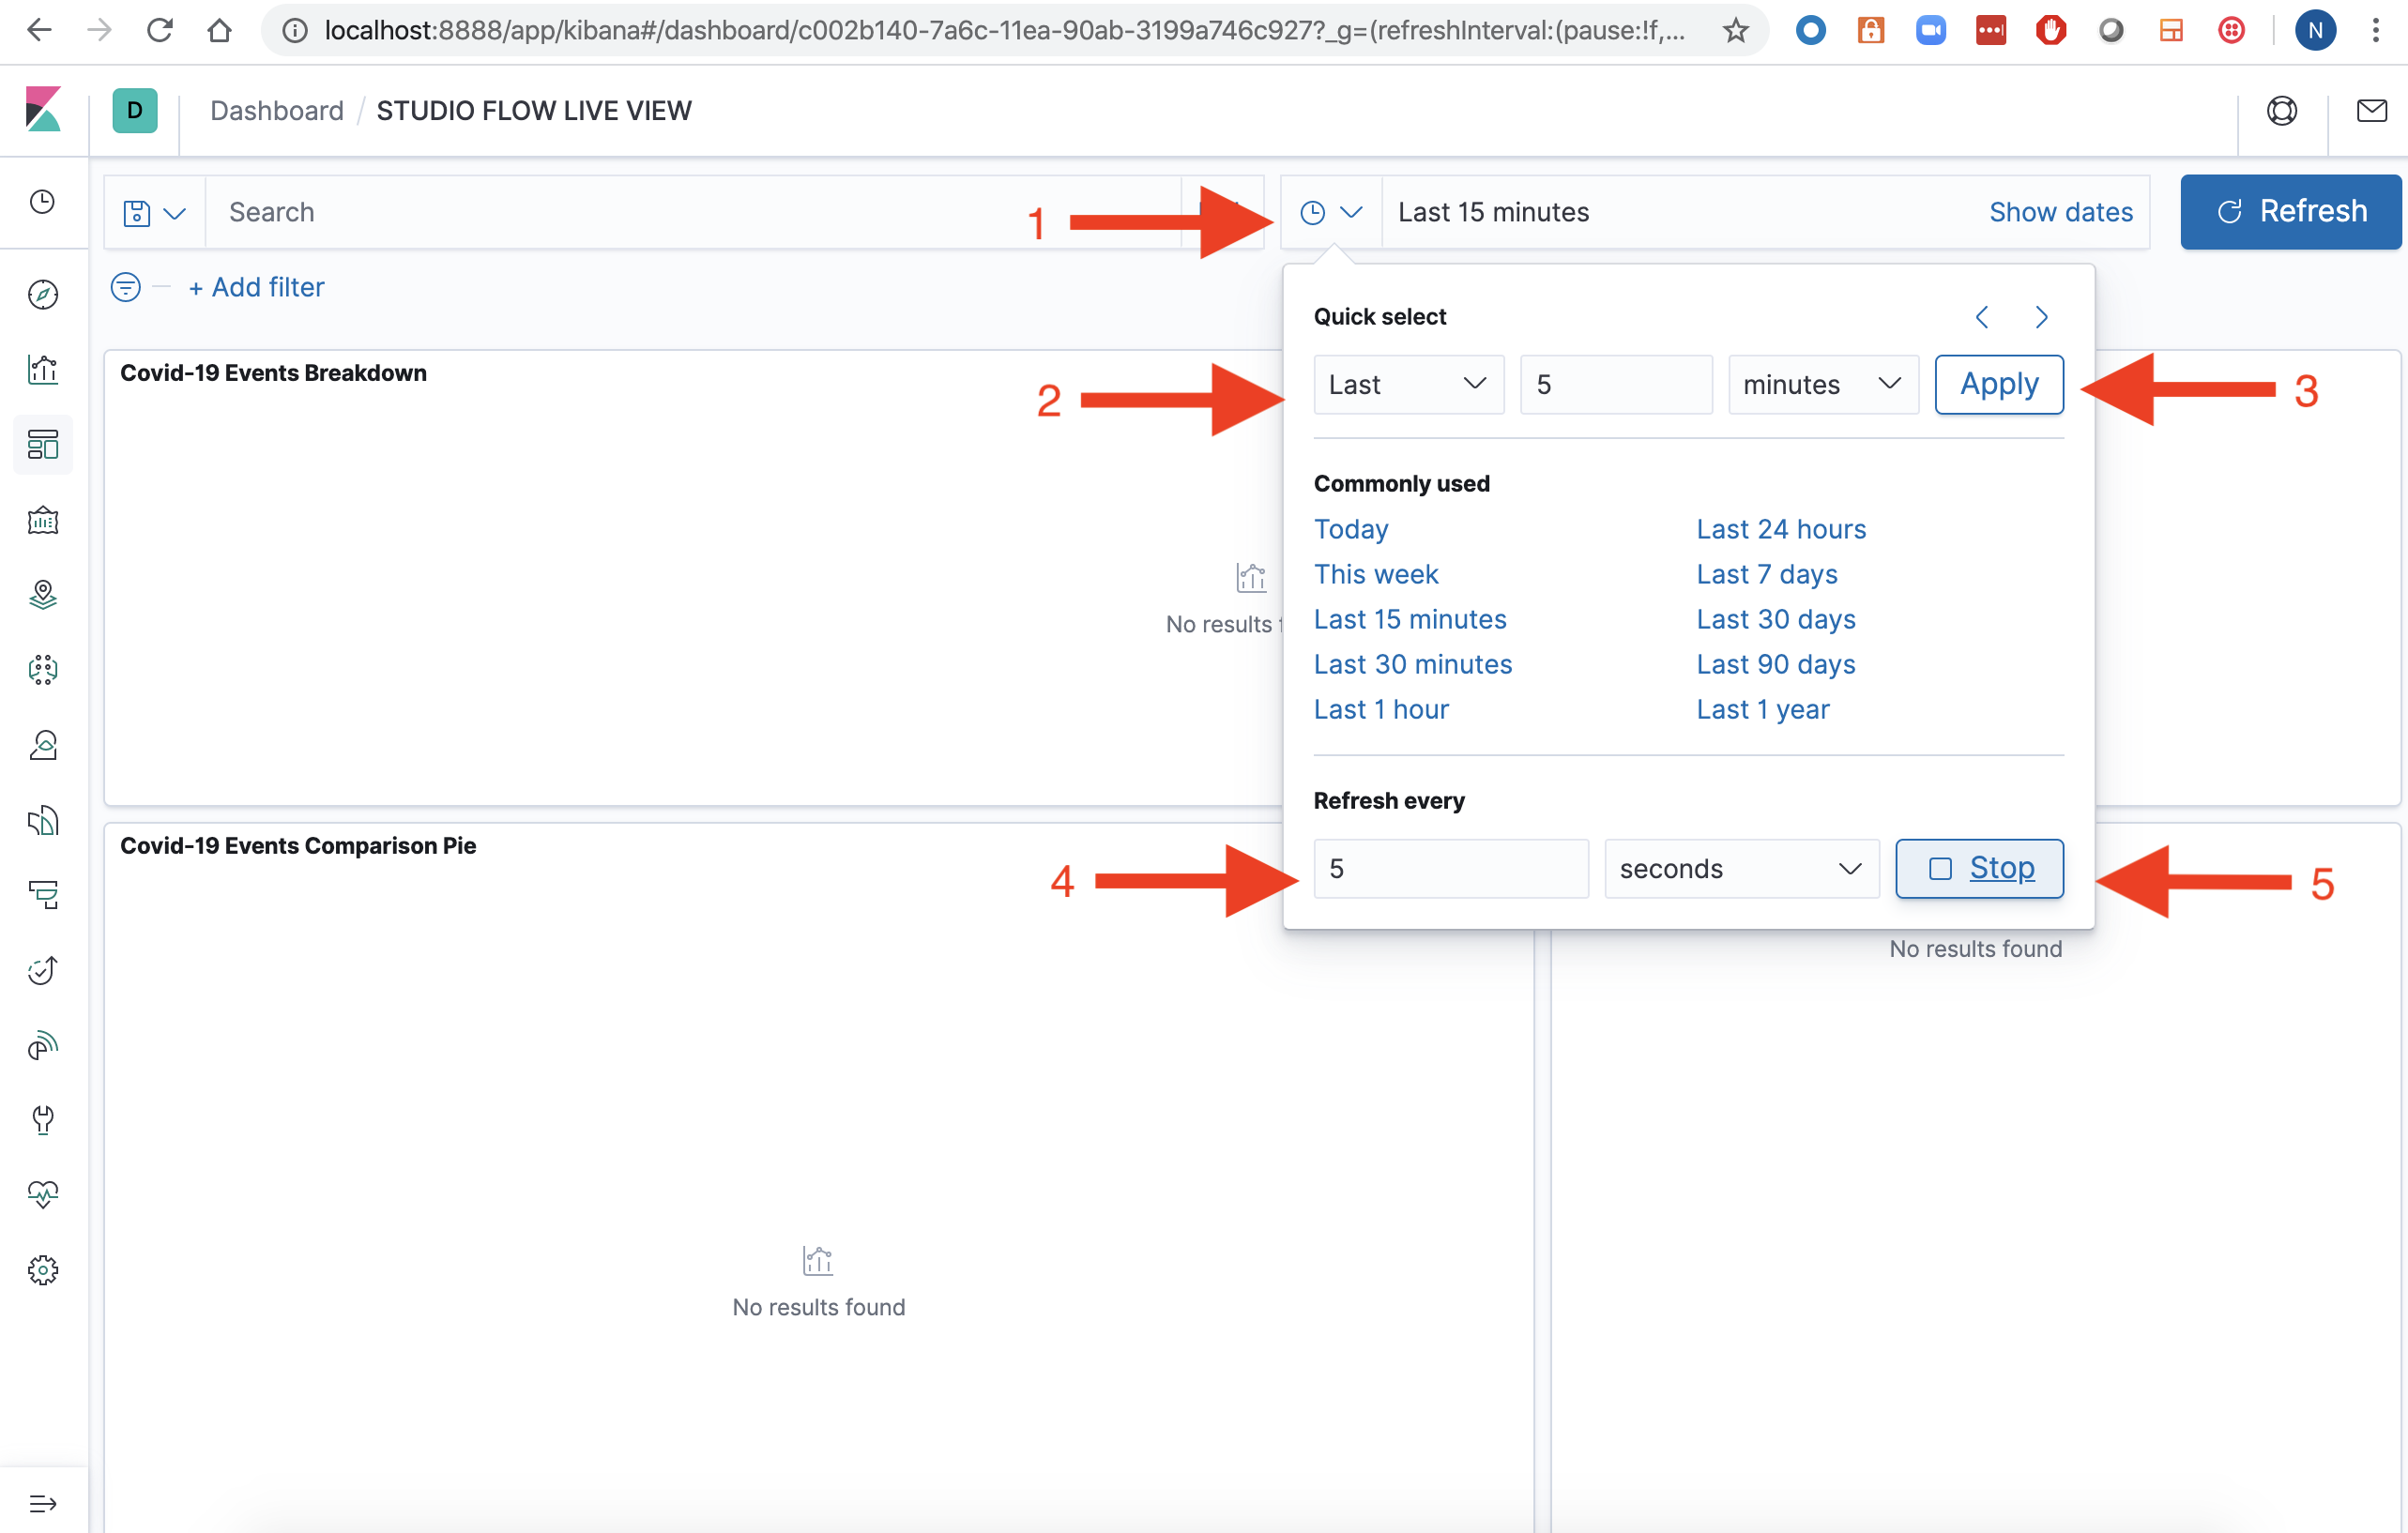 localhost:8888/app/kibana#/dashboard/c002b140-7a6c-11ea-90ab-3199a746c927?_g=(refreshInterval:(pause:!f,...
N
D
Dashboard / STUDIO FLOW LIVE VIEW
Search
1
Last 15 minutes
Show dates
Refresh
+ Add filter
Quick select
2
Last
5
minutes
Apply
3
Covid-19 Events Breakdown
No results
Commonly used
Today
Last 24 hours
This week
Last 7 days
Last 15 minutes
Last 30 days
Last 30 minutes
Last 90 days
Last 1 hour
Last 1 year
Refresh every
4
5
seconds
Stop
5
Covid-19 Events Comparison Pie
No results found
No results found